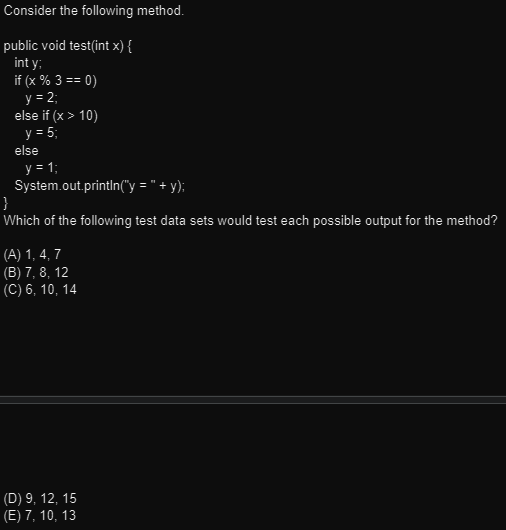 Consider the following method.
public void test(int x) {
int y;
if (x % 3 == 0)
y = 2;
else if (x > 10)
y = 5;
else
y = 1;
System.out.println("y = " + y);
}
Which of the following test data sets would test each possible output for the method?
(A) 1, 4, 7
(B) 7, 8, 12
(C) 6, 10, 14
(D) 9, 12, 15
(E) 7, 10, 13